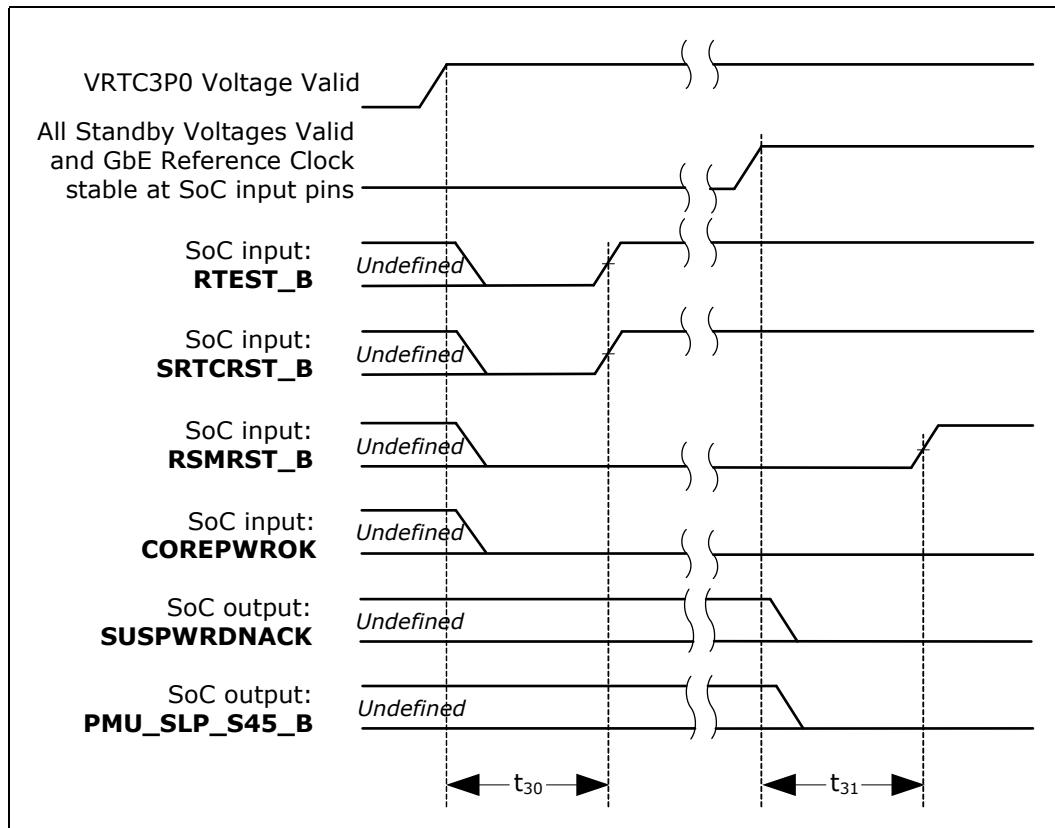 VRTC3P0 Voltage Valid
All Standby Voltages Valid
and GbE Reference Clock
stable at SoC input pins
SoC input:
RTEST_B
Undefined
SoC input:
SRTCRST_B
Undefined
SoC input:
RSMRST_B
Undefined
SoC input:
COREPWROK
Undefined
SoC output:
SUSPWRDNACK
Undefined
SoC output:
PMU_SLP_S45_B
Undefined
t30
t31